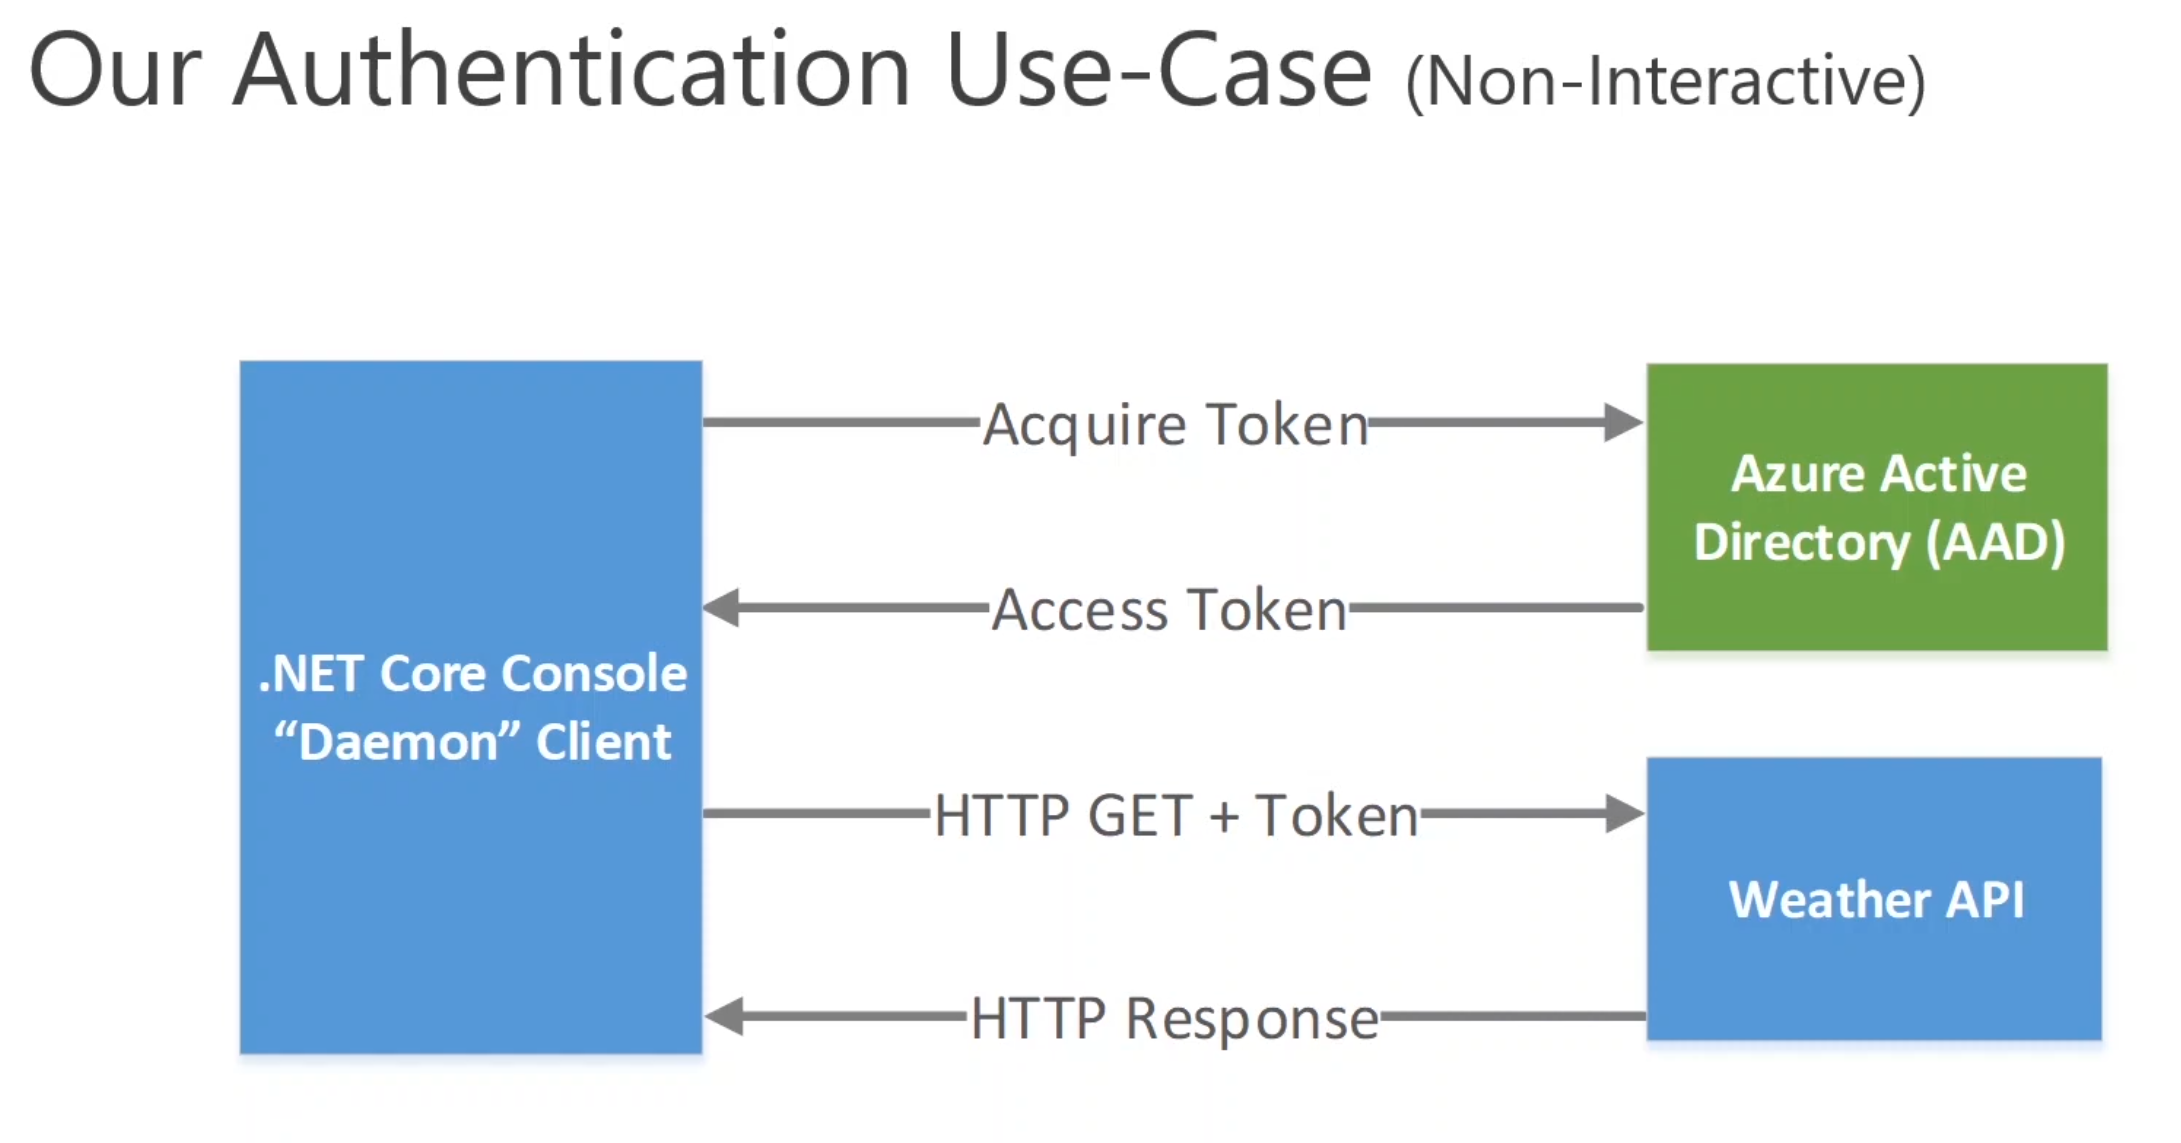 Our Authentication Use-Case (Non-Interactive)
Acquire Token
Azure Active
Directory (AAD)
Access Token
.NET Core Console
“Daemon” Client
HTTP GET + Token
Weather API
HTTP Response